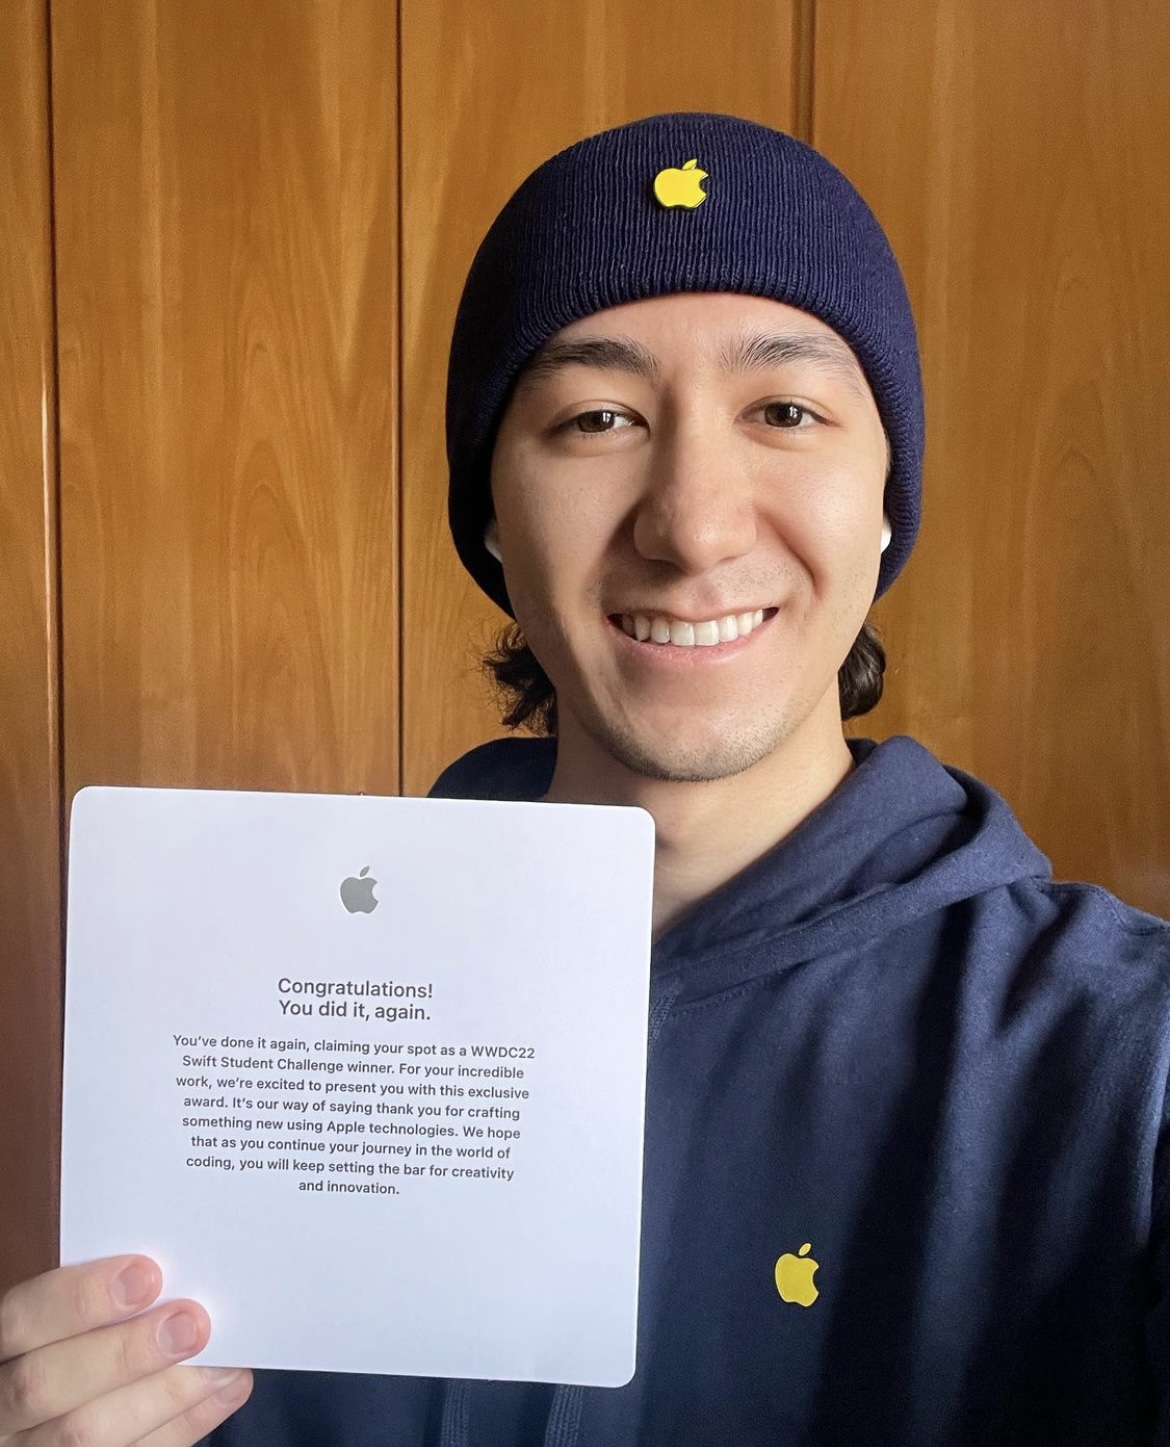 Congratulations!
You did it, again.
You’ve done it again, claiming your spot as a WWDC22
Swift Student Challenge winner. For your incredible
work, we’re excited to present you with this exclusive
award. It’s our way of saying thank you for crafting
something new using Apple technologies. We hope
that as you continue your journey in the world of
coding, you will keep setting the bar for creativity
and innovation.